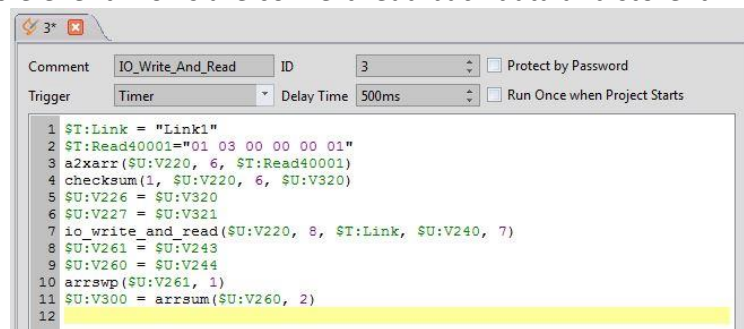 3*
Comment IO_Write_And_Read ID 3 Protect by Password
Trigger Timer Delay Time 500ms Run Once when Project Starts
1 $T:Link = "Link1"
2 $T:Read40001="01 03 00 00 00 01"
3 a2xarr($U:V220, 6, $T:Read40001)
4 checksum(1, $U:V220, 6, $U:V320)
5 $U:V226 = $U:V320
6 $U:V227 = $U:V321
7 io_write_and_read($U:V220, 8, $T:Link, $U:V240, 7)
8 $U:V261 = $U:V243
9 $U:V260 = $U:V244
10 arrswp($U:V261, 1)
11 $U:V300 = arrsum($U:V260, 2)
12